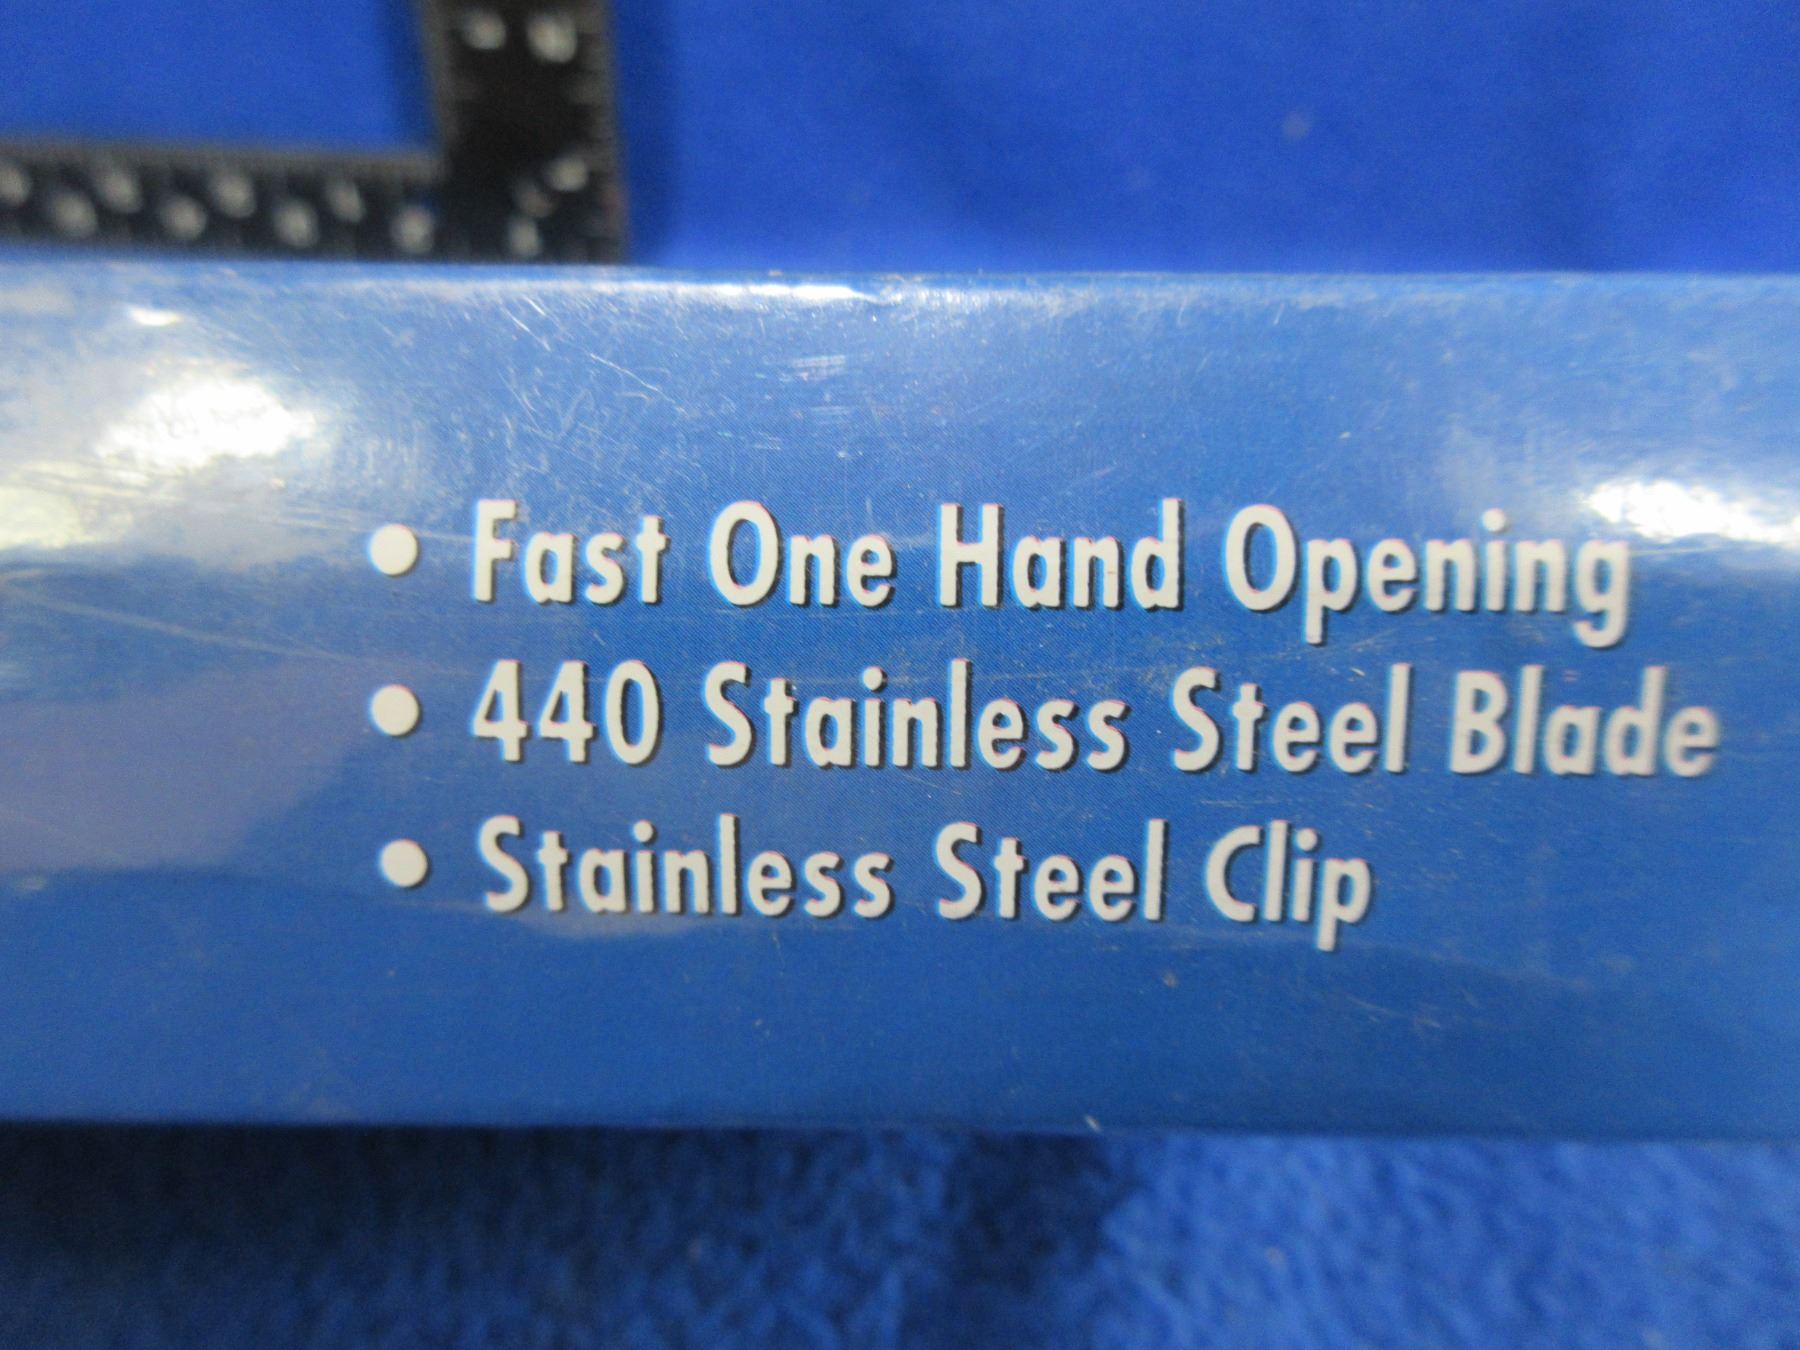 • Fast One Hand Opening
• 440 Stainless Steel Blade
• Stainless Steel Clip